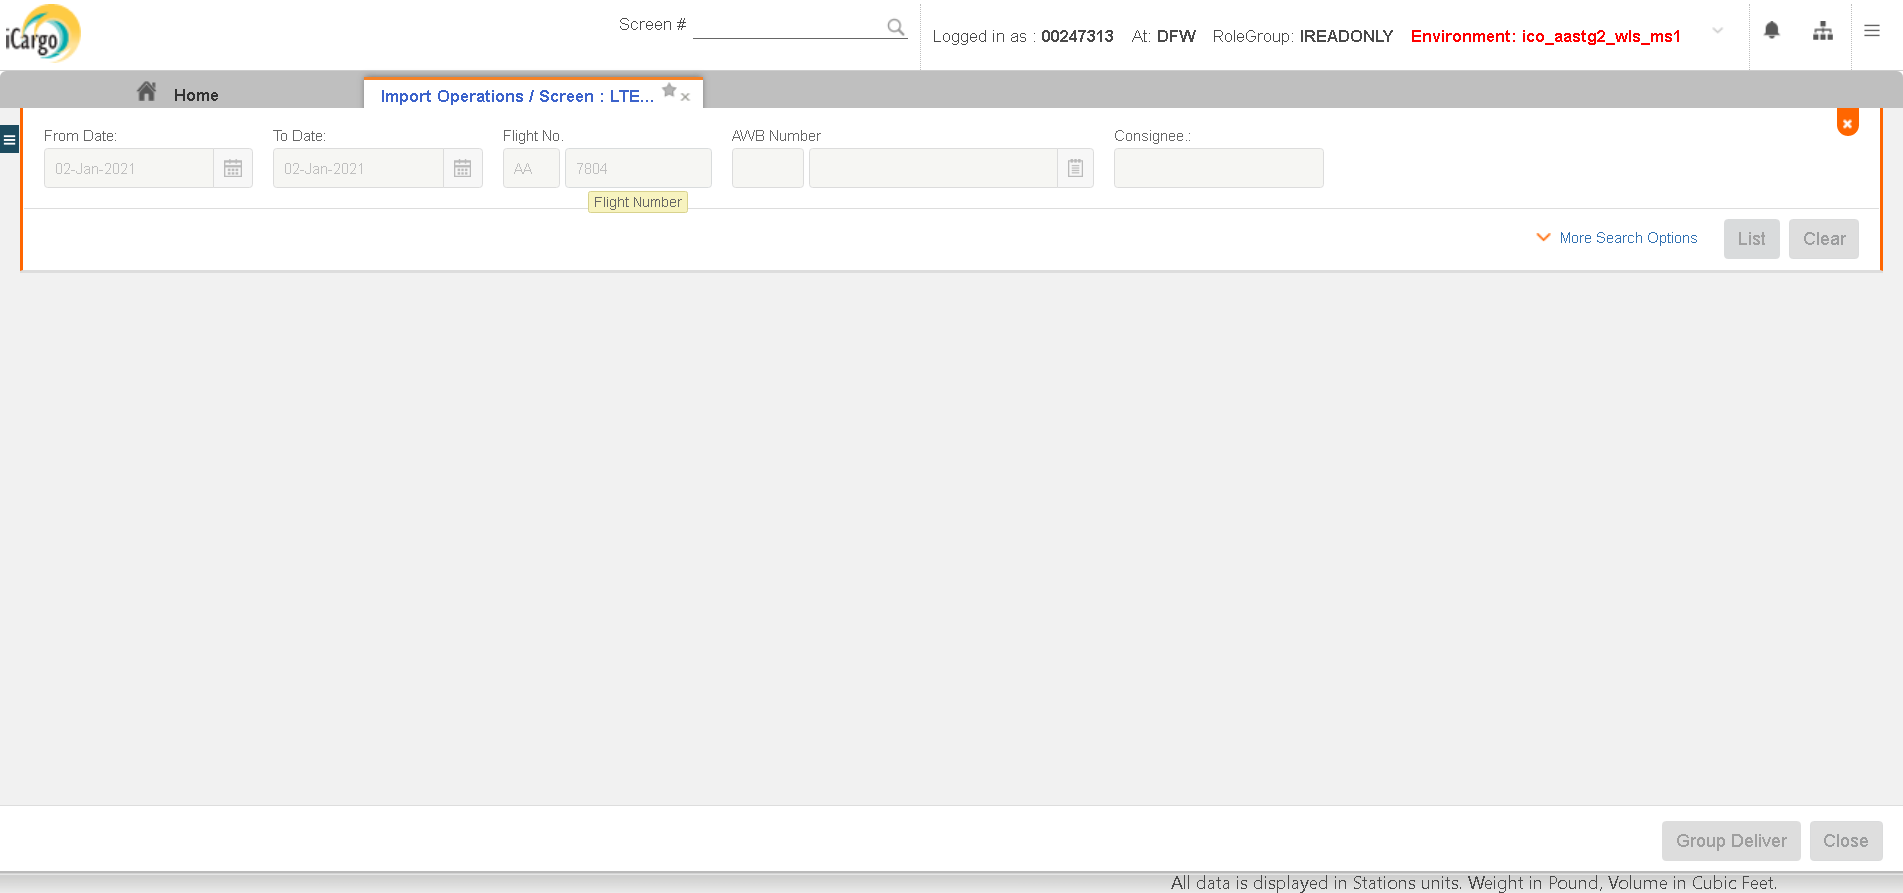 iCargo
Screen #
Logged in as : 00247313 At: DFW RoleGroup: IREADONLY Environment: ico_aastg2_wls_ms1
Home
Import Operations / Screen : LTE...
From Date: To Date: Flight No. AWB Number Consignee.:
02-Jan-2021 02-Jan-2021 AA 7804
Flight Number
More Search Options List Clear
Group Deliver Close
All data is displayed in Stations units. Weight in Pound, Volume in Cubic Feet.